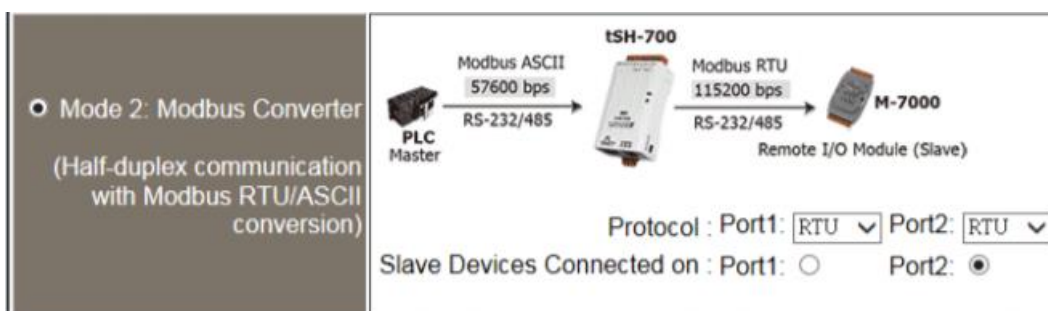 Mode 2: Modbus Converter
(Half-duplex communication
with Modbus RTU/ASCII
conversion)
tSH-700
Modbus ASCII
57600 bps
RS-232/485
Modbus RTU
115200 bps
RS-232/485
PLC
Master
M-7000
Remote I/O Module (Slave)
Protocol : Port1: RTU Port2: RTU
Slave Devices Connected on : Port1: Port2: